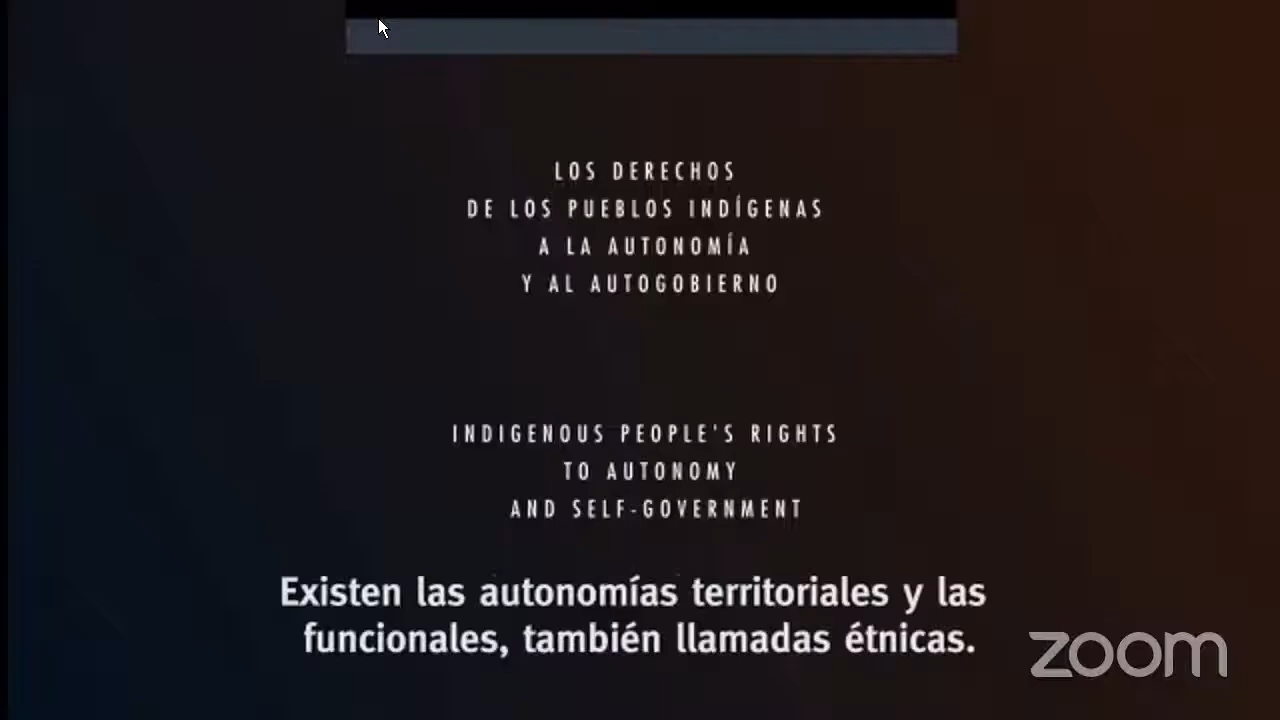 LOS DERECHOS
DE LOS PUEBLOS INDÍGENAS
A LA AUTONOMÍA
Y AL AUTOGOBIERNO
INDIGENOUS PEOPLE'S RIGHTS
TO AUTONOMY
AND SELF-GOVERNMENT
Existen las autonomías territoriales y las
funcionales, también llamadas étnicas.
zoom